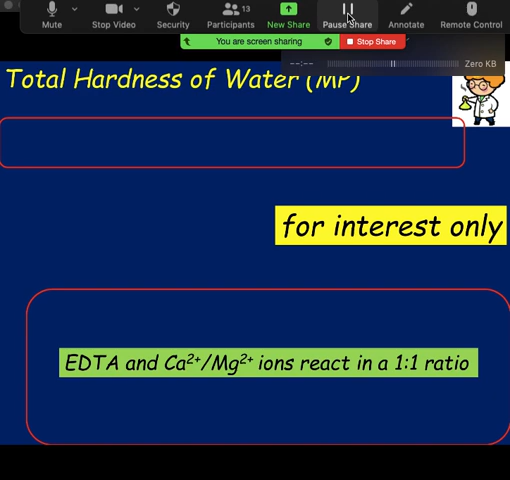 Mute
Stop Video
Security
Participants 13
New Share
Pause Share
Annotate
Remote Control
You are screen sharing
Stop Share
--:--
Zero KB
Total Hardness of Water (MP)
for interest only
EDTA and Ca²⁺/Mg²⁺ ions react in a 1:1 ratio